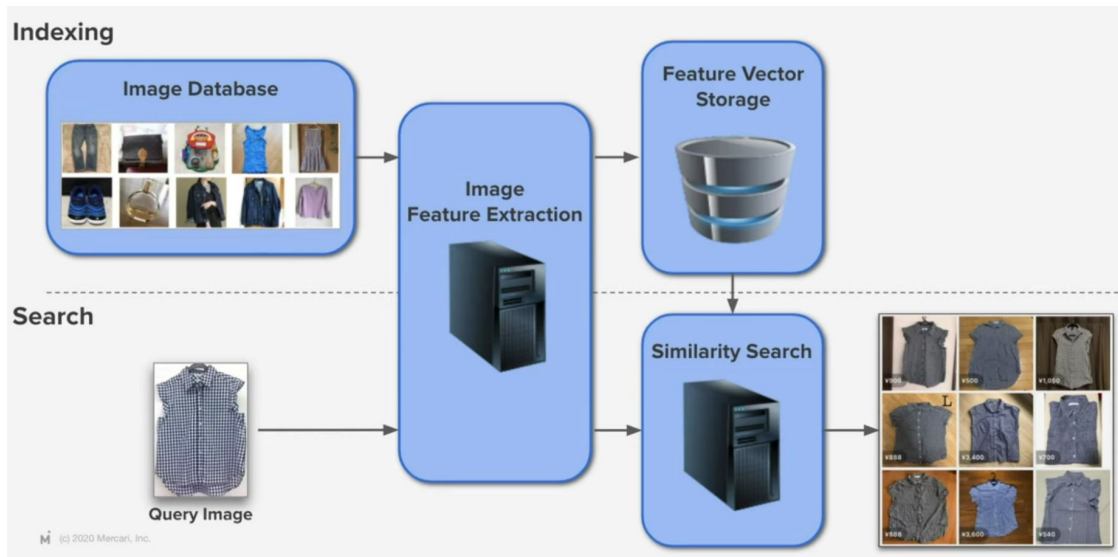 Indexing
Image Database
Feature Vector
Storage
Image
Feature Extraction
Search
Similarity Search
Query Image
¥900
¥500
¥1,050
L
¥888
¥3,400
¥700
¥888
¥3,600
¥540
(c) 2020 Mercari, Inc.